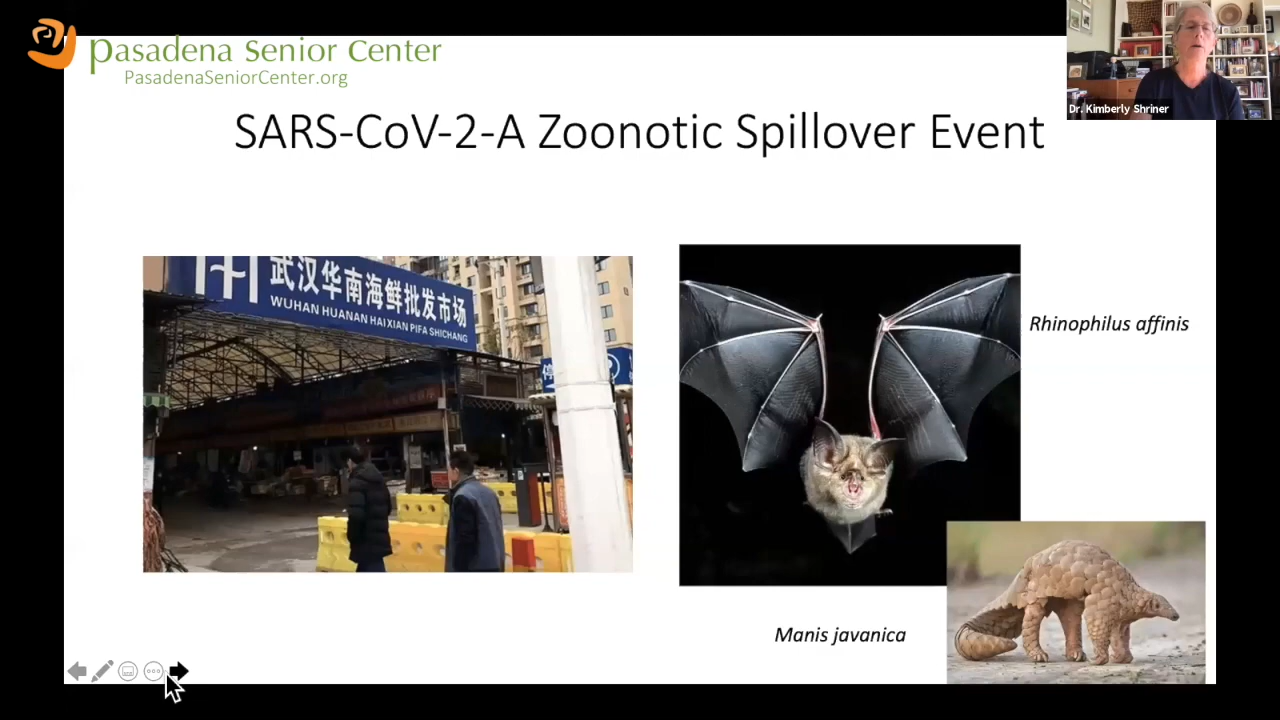 Pasadena Senior Center
PasadenaSeniorCenter.org
Dr. Kimberly Shriner
SARS-CoV-2-A Zoonotic Spillover Event
武汉华南海鲜批发市场
WUHAN HUANAN HAIXIAN PIFA SHICHANG
停
P
Rhinophilus affinis
Manis javanica